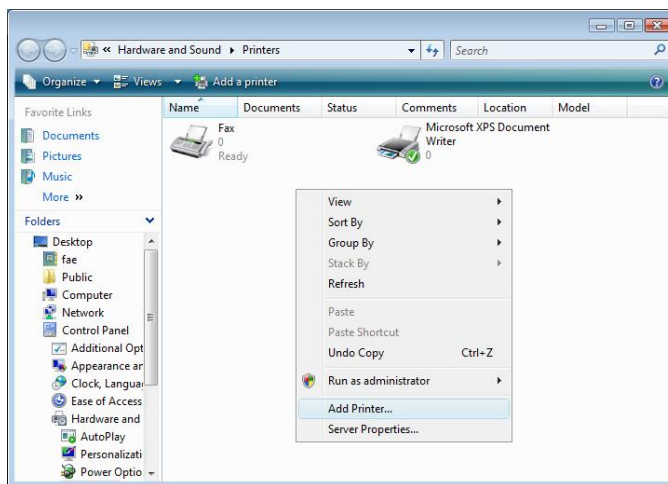 « Hardware and Sound ▸ Printers
Search
Organize Views Add a printer
Favorite Links
Documents
Pictures
Music
More »
Folders
Desktop
fae
Public
Computer
Network
Control Panel
Additional Opt
Appearance an
Clock, Languag
Ease of Access
Hardware and
AutoPlay
Personalizati
Power Optio
Name Documents Status Comments Location Model
Fax
0
Ready
Microsoft XPS Document
Writer
0
View
Sort By
Group By
Stack By
Refresh
Paste
Paste Shortcut
Undo Copy Ctrl+Z
Run as administrator
Add Printer...
Server Properties...